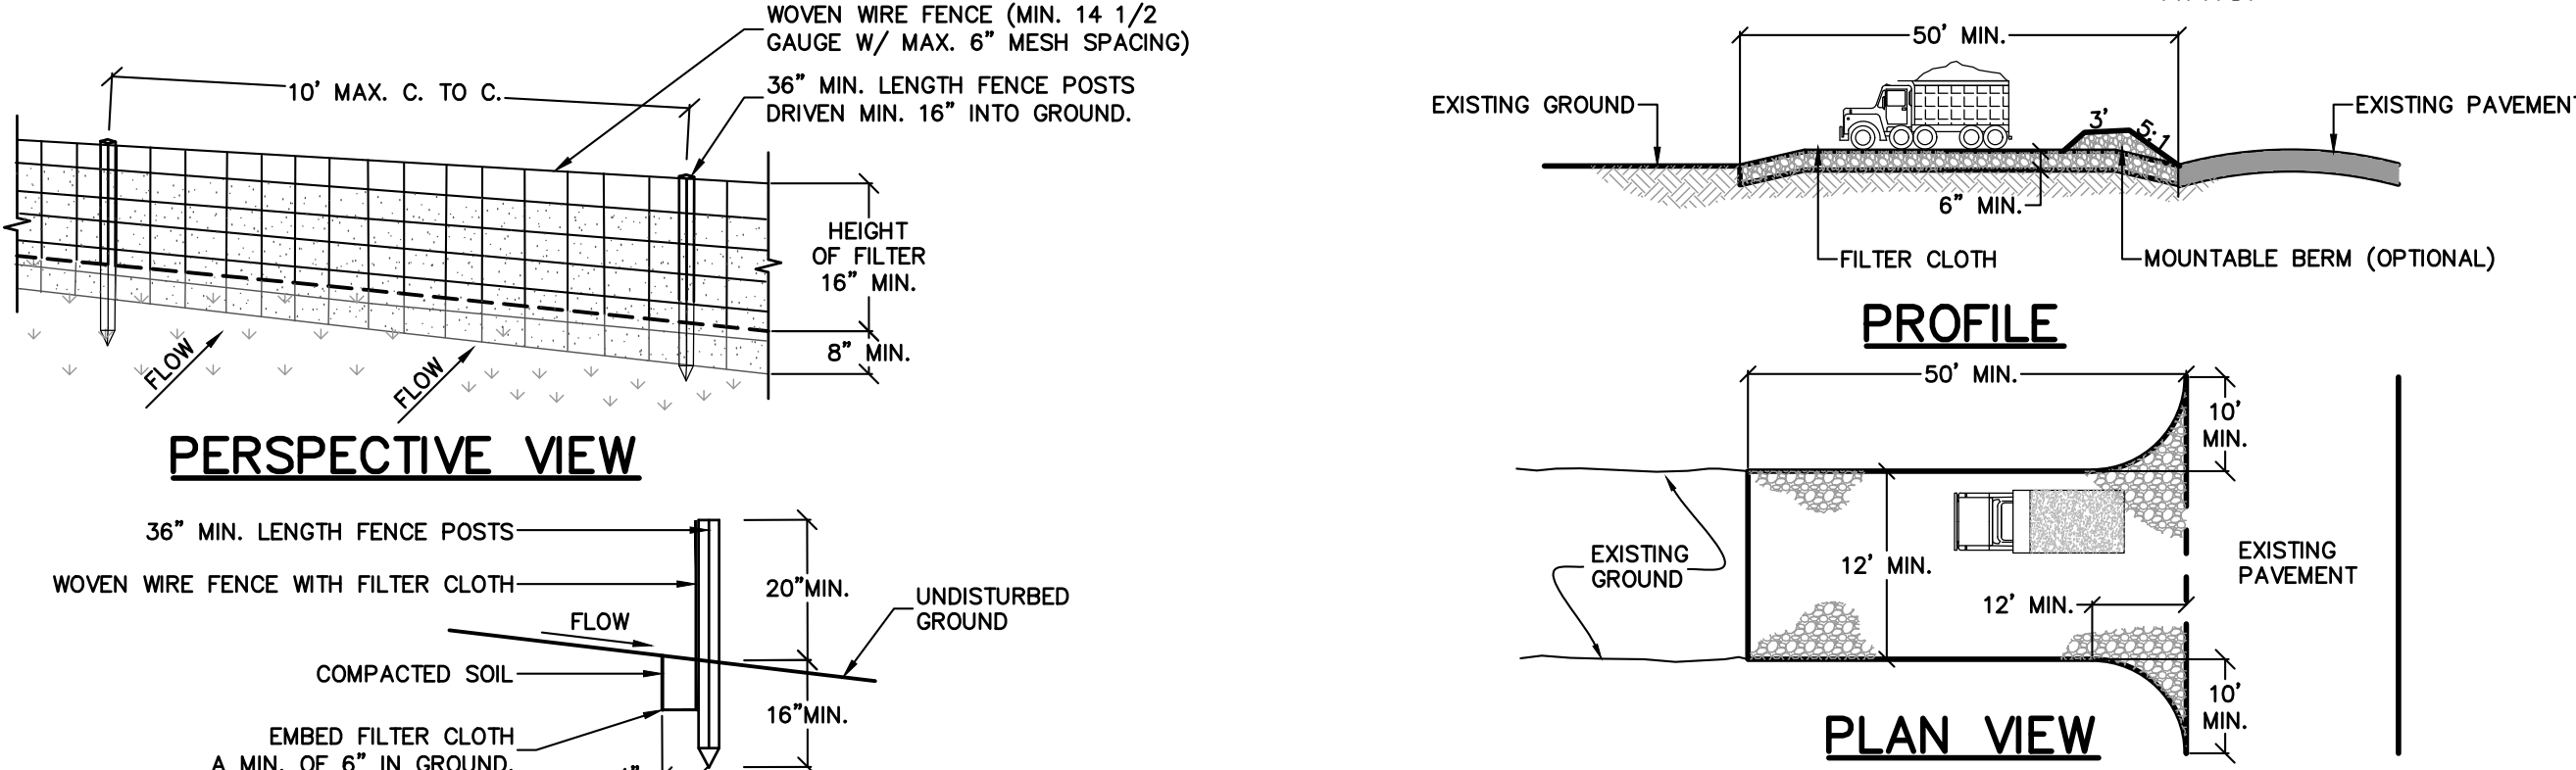 WOVEN WIRE FENCE (MIN. 14 1/2
GAUGE W/ MAX. 6" MESH SPACING)
10' MAX. C. TO C.
36" MIN. LENGTH FENCE POSTS
DRIVEN MIN. 16" INTO GROUND.
HEIGHT
OF FILTER
16" MIN.
8" MIN.
FLOW
FLOW
PERSPECTIVE VIEW
36" MIN. LENGTH FENCE POSTS
WOVEN WIRE FENCE WITH FILTER CLOTH
20"MIN.
UNDISTURBED
GROUND
FLOW
COMPACTED SOIL
16"MIN.
EMBED FILTER CLOTH
A MIN. OF 6" IN GROUND.
50' MIN.
EXISTING GROUND
3'
5:1
EXISTING PAVEMENT
6" MIN.
FILTER CLOTH
MOUNTABLE BERM (OPTIONAL)
PROFILE
50' MIN.
10'
MIN.
EXISTING
GROUND
12' MIN.
EXISTING
PAVEMENT
12' MIN.
10'
MIN.
PLAN VIEW